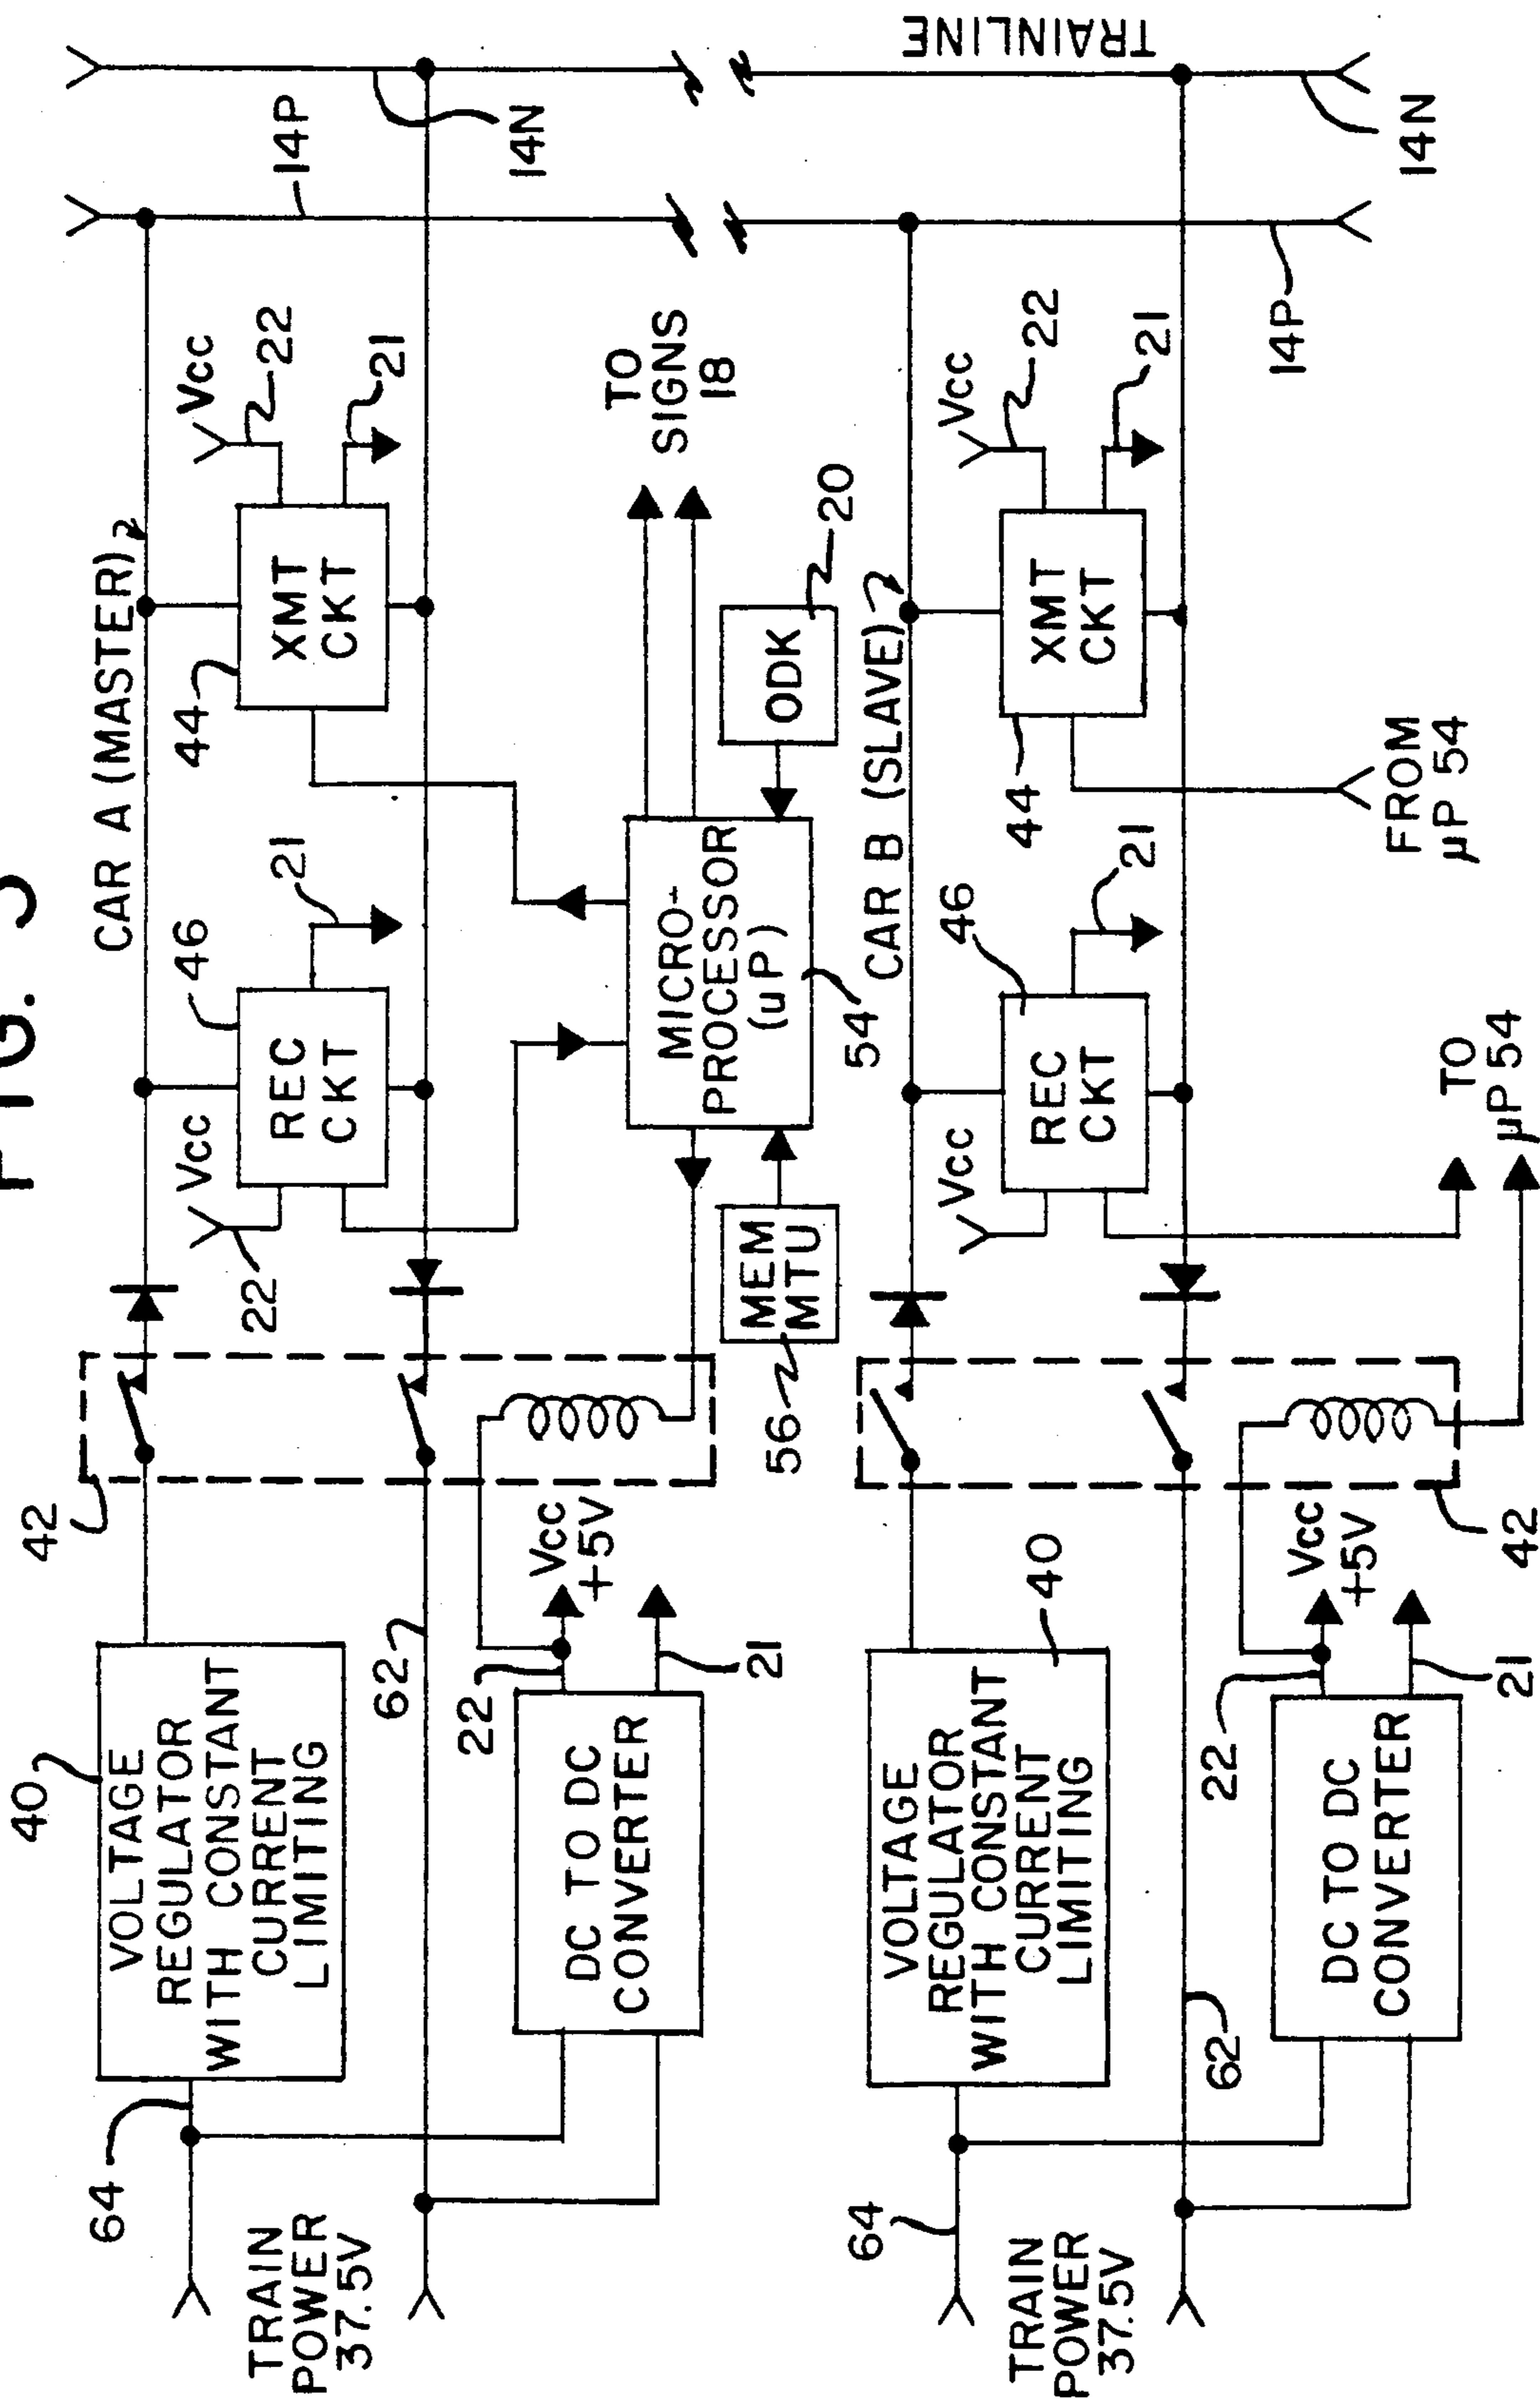 FIG.
40
42
CAR A (MASTER)
64
VOLTAGE
REGULATOR
WITH CONSTANT
CURRENT
LIMITING
Vcc
22
46
REC
CKT
21
44
XMT
CKT
Vcc
22
21
14P
14N
TRAIN
POWER
37.5V
62
22
Vcc
+5V
21
DC TO DC
CONVERTER
MICRO-
PROCESSOR
(uP)
54
TO
SIGNS
18
MEM
MTU
56
ODK
20
CAR B (SLAVE)
64
VOLTAGE
REGULATOR
WITH CONSTANT
CURRENT
LIMITING
40
Vcc
46
REC
CKT
21
44
XMT
CKT
Vcc
22
21
TRAINLINE
TRAIN
POWER
37.5V
62
22
Vcc
+5V
21
DC TO DC
CONVERTER
42
TO
µP 54
FROM
µP 54
14P
14N